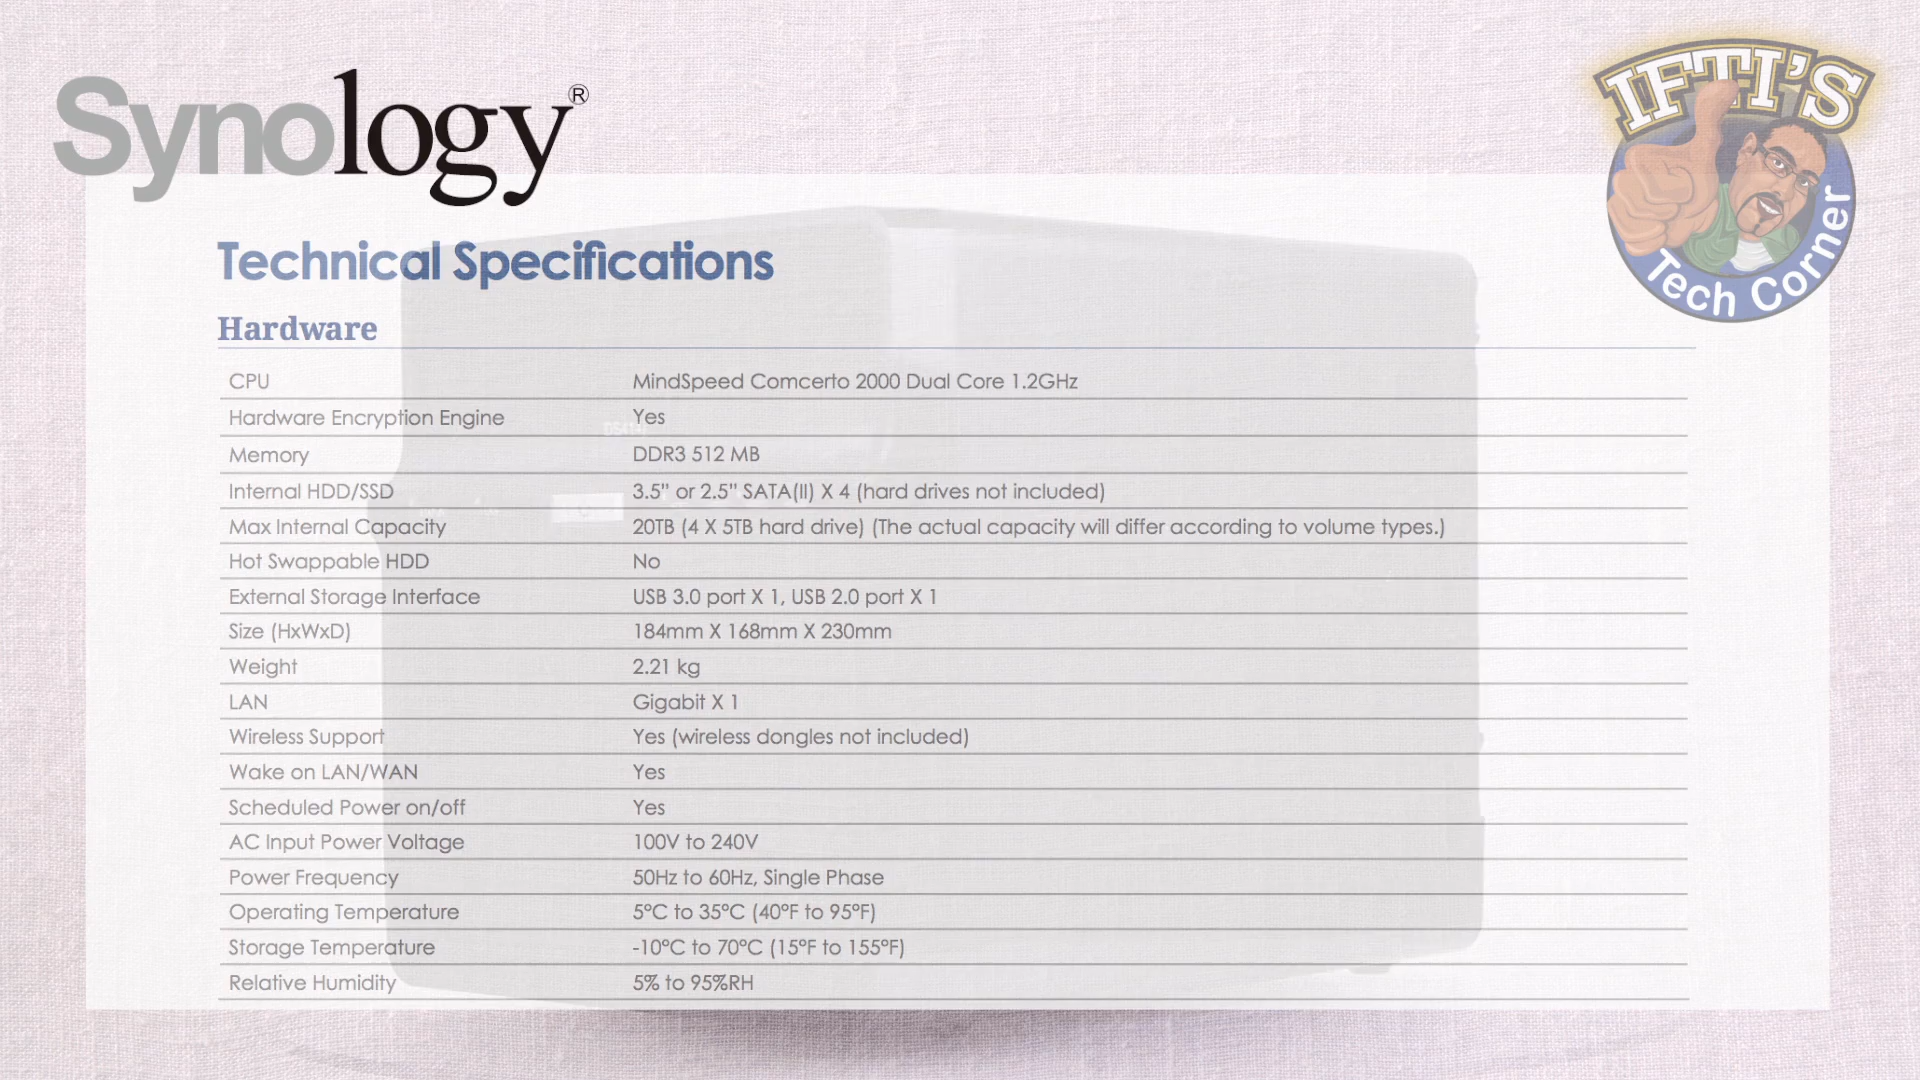 Synology®
IFTI'S
Tech Corner
Technical Specifications
Hardware
CPU MindSpeed Comcerto 2000 Dual Core 1.2GHz
Hardware Encryption Engine Yes
Memory DDR3 512 MB
Internal HDD/SSD 3.5" or 2.5" SATA(II) X 4 (hard drives not included)
Max Internal Capacity 20TB (4 X 5TB hard drive) (The actual capacity will differ according to volume types.)
Hot Swappable HDD No
External Storage Interface USB 3.0 port X 1, USB 2.0 port X 1
Size (HxWxD) 184mm X 168mm X 230mm
Weight 2.21 kg
LAN Gigabit X 1
Wireless Support Yes (wireless dongles not included)
Wake on LAN/WAN Yes
Scheduled Power on/off Yes
AC Input Power Voltage 100V to 240V
Power Frequency 50Hz to 60Hz, Single Phase
Operating Temperature 5°C to 35°C (40°F to 95°F)
Storage Temperature -10°C to 70°C (15°F to 155°F)
Relative Humidity 5% to 95%RH